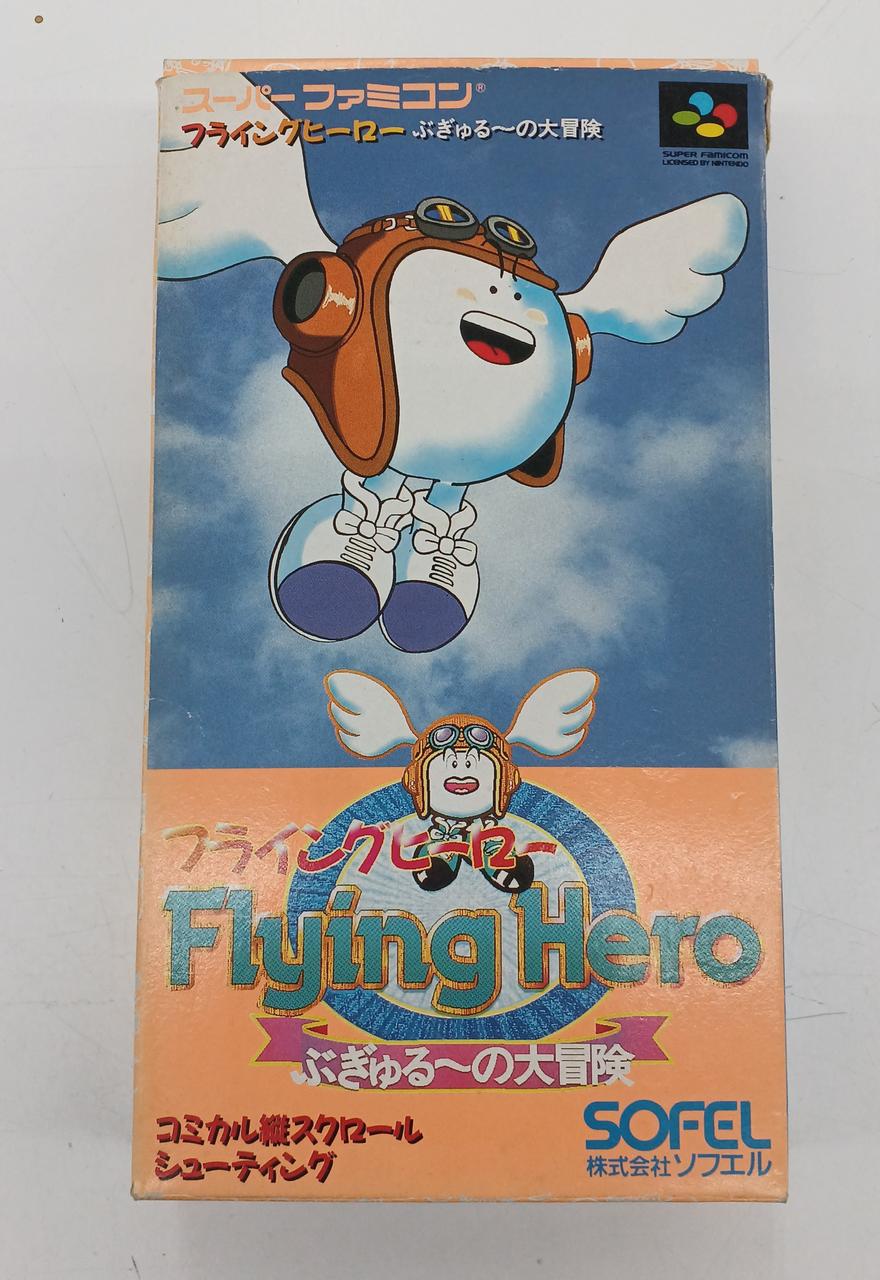 スーパーファミコン®
フライングヒーロー ぶぎゅる〜の大冒険
SUPER FAMICOM
LICENSED BY NINTENDO
フライングヒーロー
Flying Hero
ぶぎゅる〜の大冒険
コミカル縦スクロール
シューティング
SOFEL
株式会社ソフエル